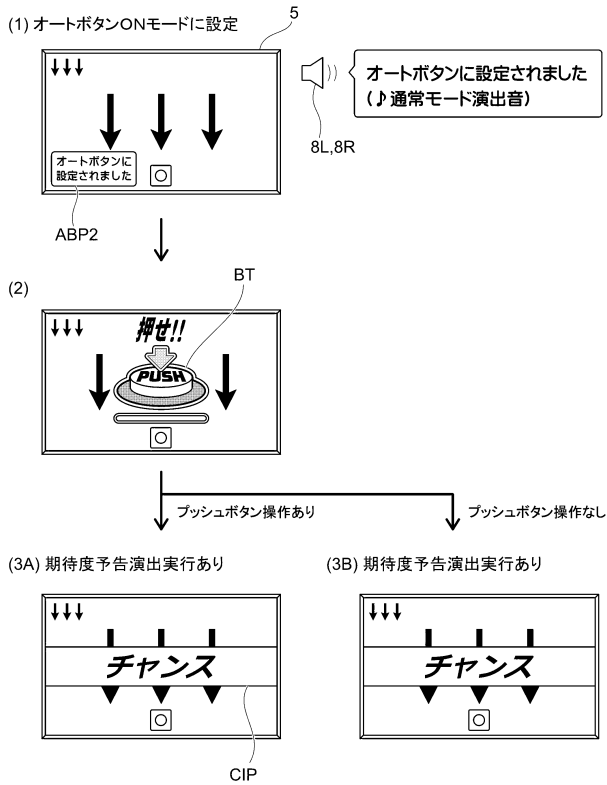 (1) オートボタンONモードに設定
5
オートボタンに設定されました
(♪通常モード演出音)
8L,8R
オートボタンに
設定されました
ABP2
(2)
BT
押せ!!
PUSH
プッシュボタン操作あり
プッシュボタン操作なし
(3A) 期待度予告演出実行あり
(3B) 期待度予告演出実行あり
チャンス
チャンス
CIP